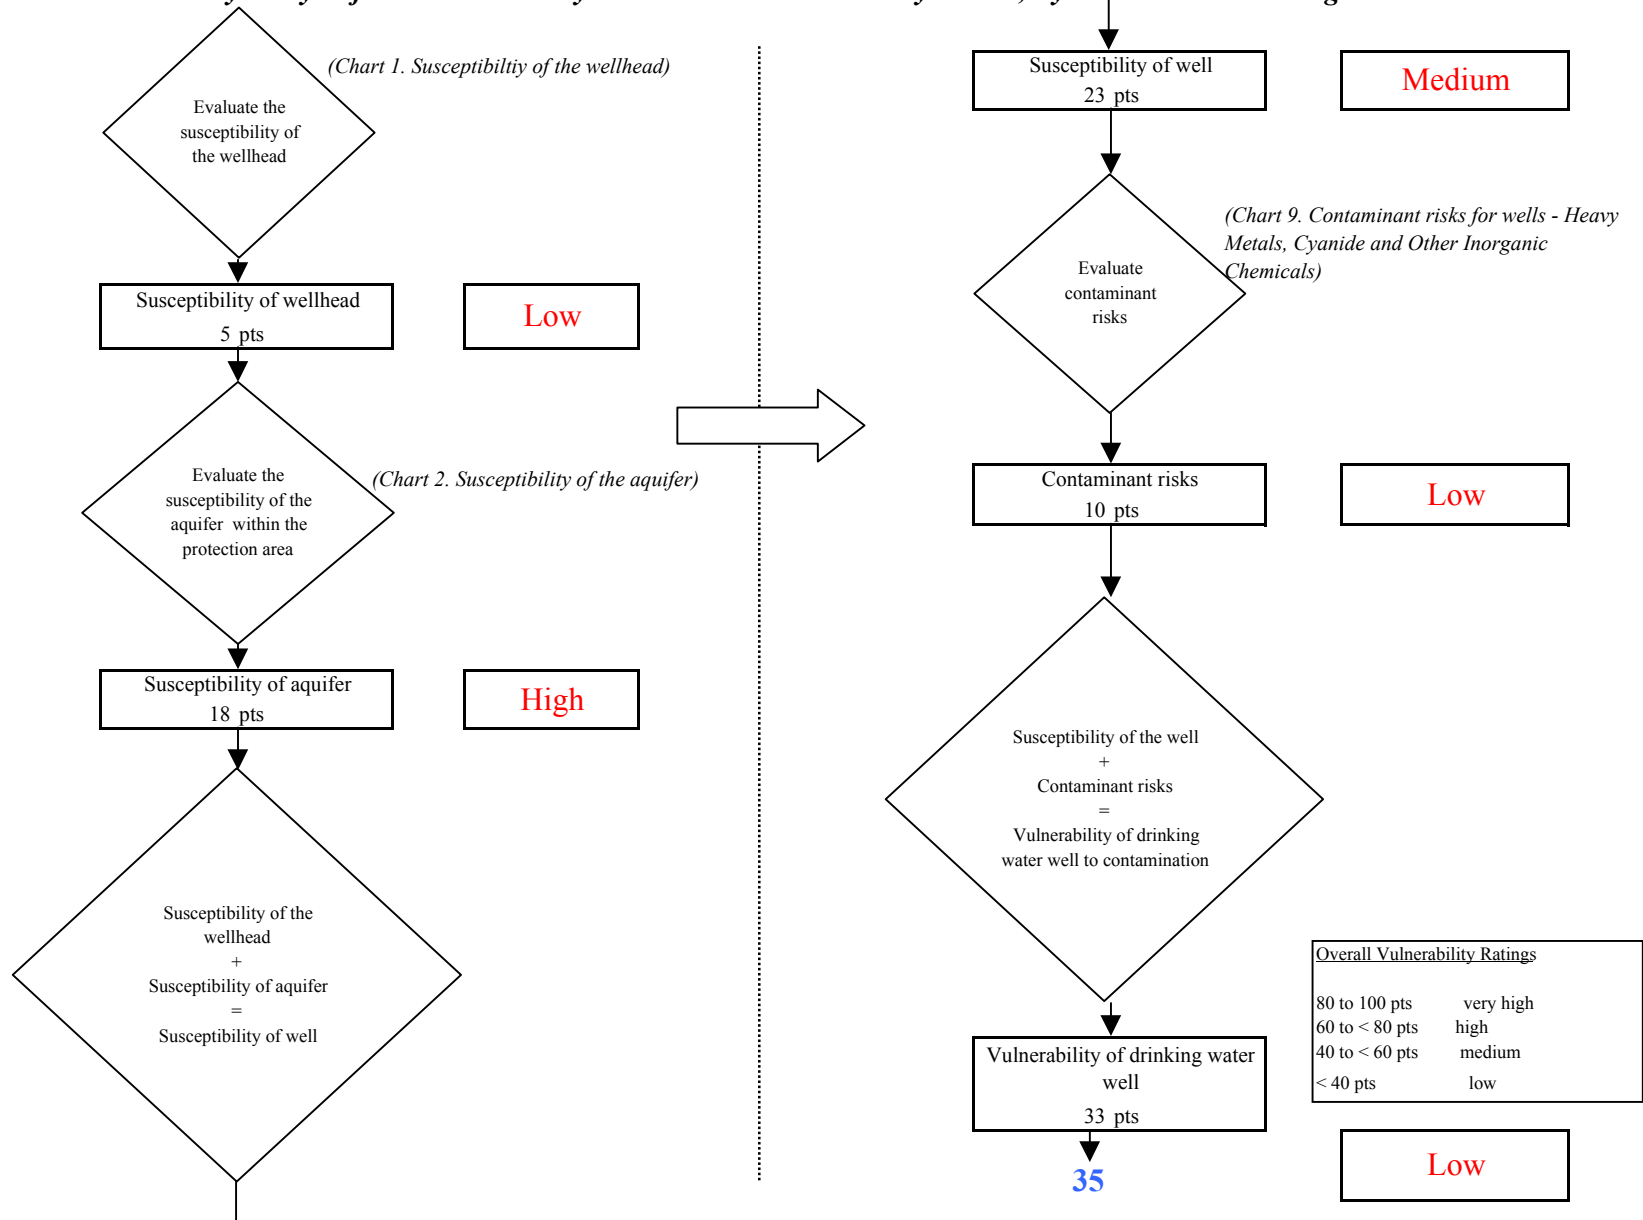 (Chart 1. Susceptibiltiy of the wellhead)
Evaluate the
susceptibility of
the wellhead
Susceptibility of wellhead
5 pts
Low
Evaluate the
susceptibility of the
aquifer within the
protection area
(Chart 2. Susceptibility of the aquifer)
Susceptibility of aquifer
18 pts
High
Susceptibility of the
wellhead
+
Susceptibility of aquifer
=
Susceptibility of well
Susceptibility of well
23 pts
Medium
(Chart 9. Contaminant risks for wells - Heavy
Metals, Cyanide and Other Inorganic
Chemicals)
Evaluate
contaminant
risks
Contaminant risks
10 pts
Low
Susceptibility of the well
+
Contaminant risks
=
Vulnerability of drinking
water well to contamination
Overall Vulnerability Ratings
80 to 100 pts very high
60 to < 80 pts high
40 to < 60 pts medium
< 40 pts low
Vulnerability of drinking water
well
33 pts
35
Low